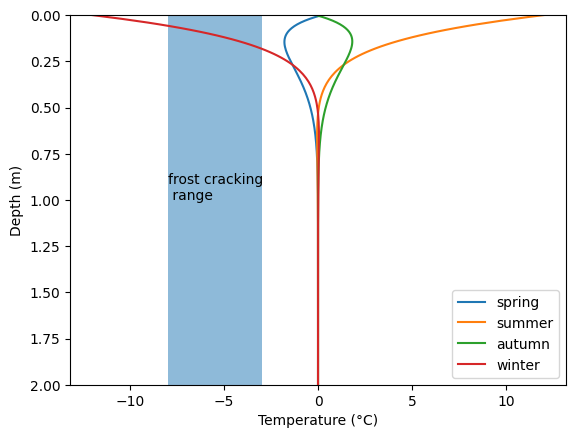 0.00
0.25
0.50
0.75
1.00
1.25
1.50
1.75
2.00
Depth (m)
frost cracking
range
spring
summer
autumn
winter
−10
−5
0
5
10
Temperature (°C)